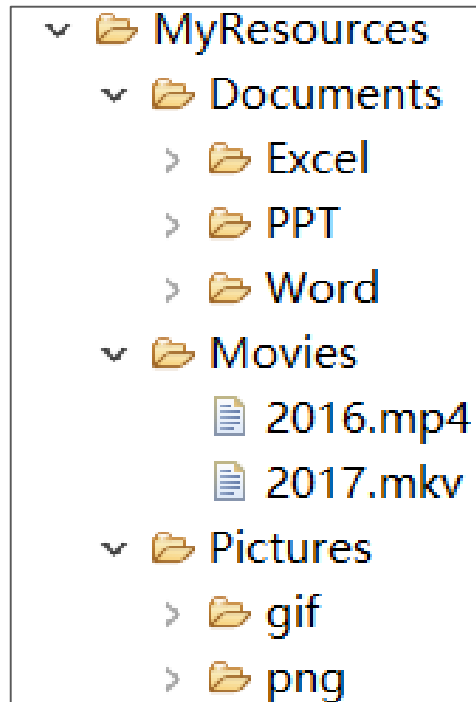 MyResources
Documents
Excel
PPT
Word
Movies
2016.mp4
2017.mkv
Pictures
gif
png